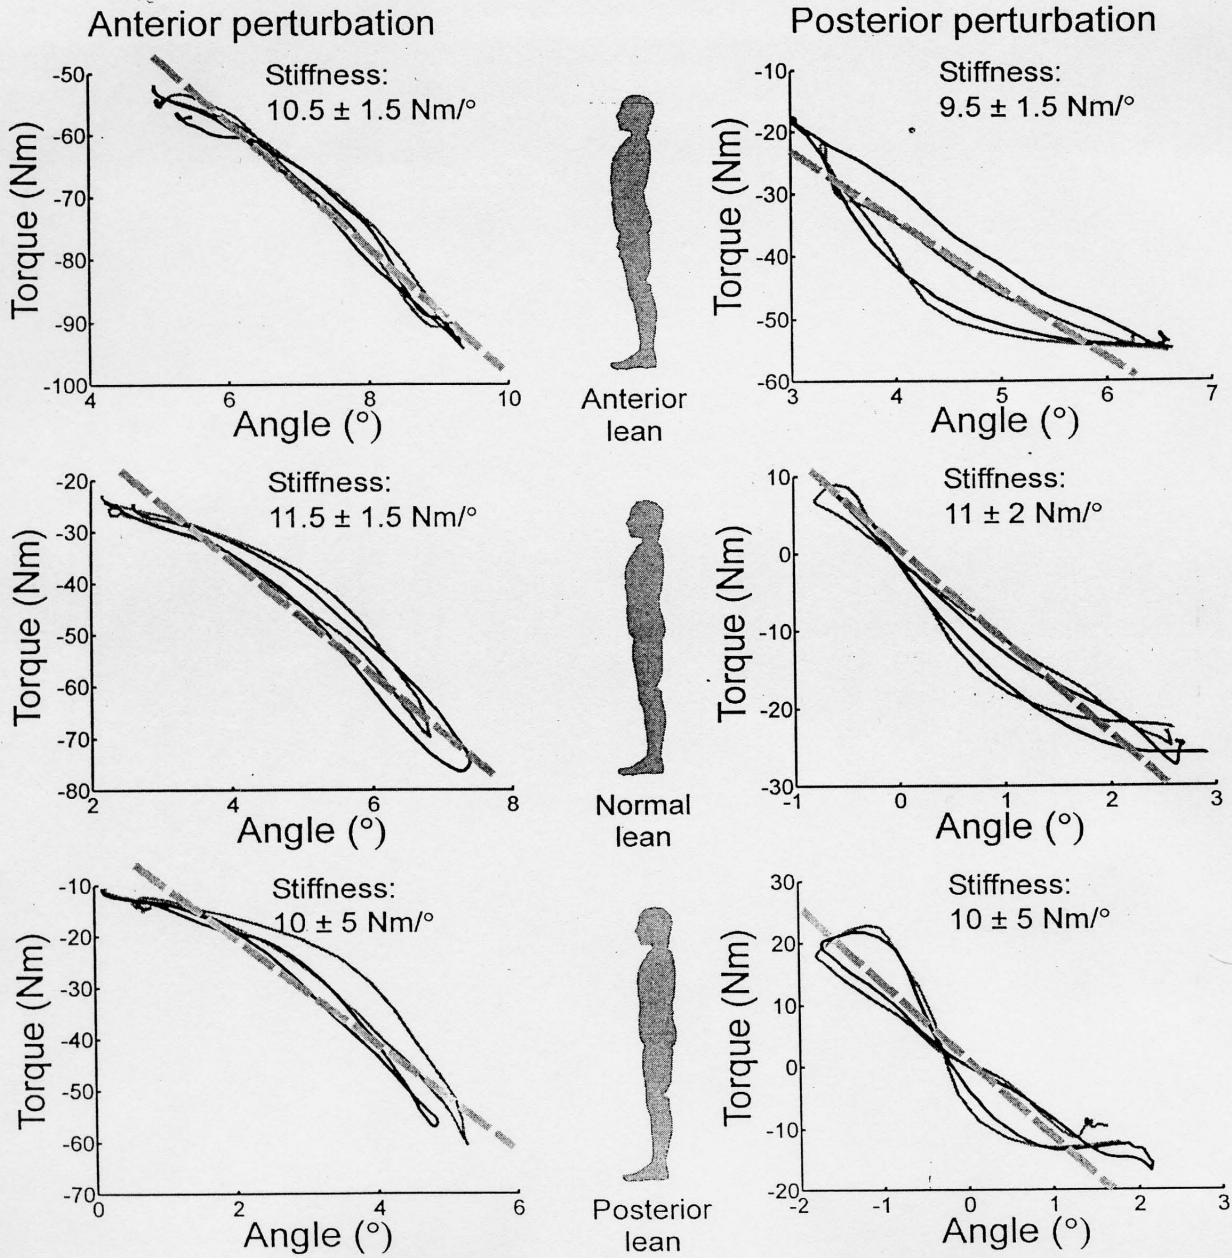 Anterior perturbation
Posterior perturbation
Stiffness:
10.5 ± 1.5 Nm/°
Torque (Nm)
-50
-60
-70
-80
-90
-100
4
6
8
10
Angle (°)
Anterior
lean
Stiffness:
9.5 ± 1.5 Nm/°
Torque (Nm)
-10
-20
-30
-40
-50
-60
3
4
5
6
7
Angle (°)
Stiffness:
11.5 ± 1.5 Nm/°
Torque (Nm)
-20
-30
-40
-50
-60
-70
-80
2
4
6
8
Angle (°)
Normal
lean
Stiffness:
11 ± 2 Nm/°
Torque (Nm)
10
0
-10
-20
-30
-1
0
1
2
3
Angle (°)
Stiffness:
10 ± 5 Nm/°
Torque (Nm)
-10
-20
-30
-40
-50
-60
-70
0
2
4
6
Angle (°)
Posterior
lean
Stiffness:
10 ± 5 Nm/°
Torque (Nm)
30
20
10
0
-10
-20
-2
-1
0
1
2
3
Angle (°)